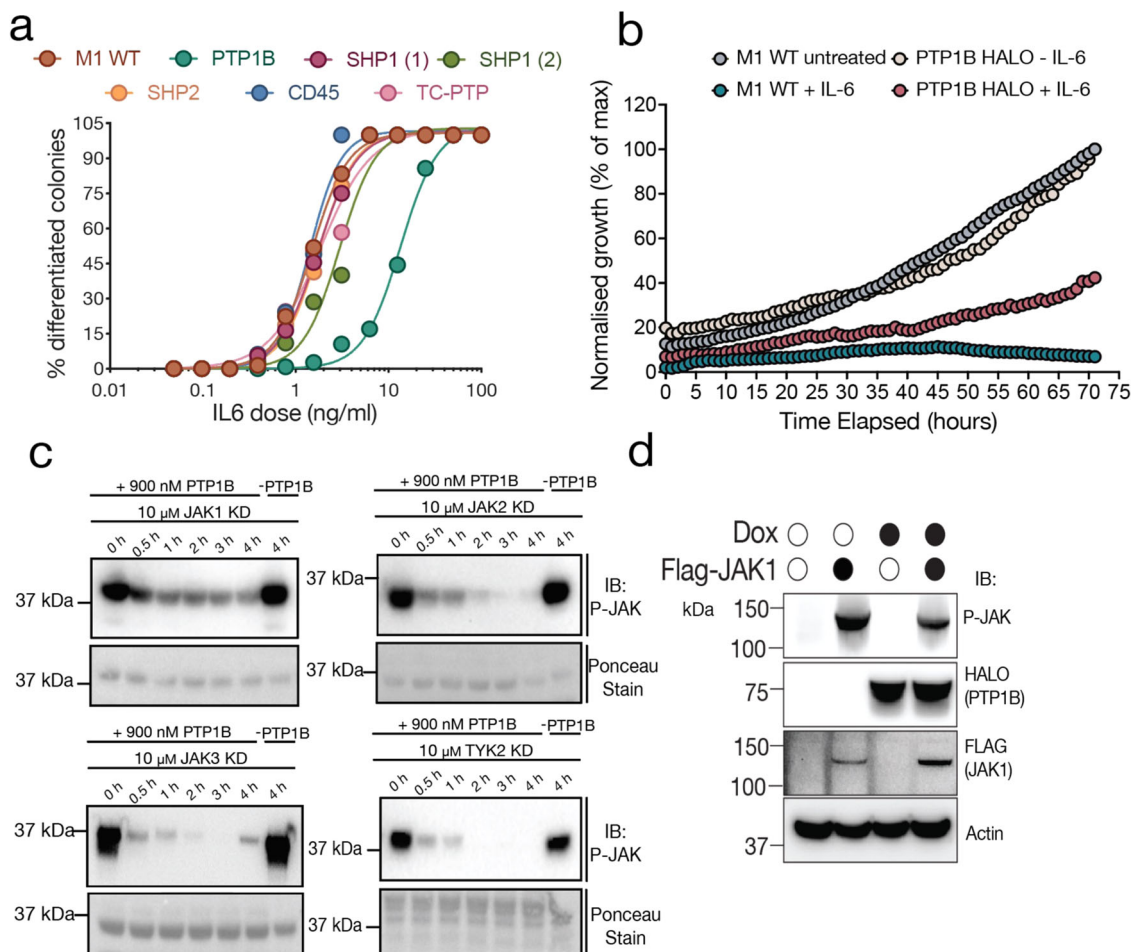 a
M1 WT PTP1B SHP1 (1) SHP1 (2)
SHP2 CD45 TC-PTP
105
90
75
60
45
30
15
0
0.01 0.1 1 10 100
% differentiated colonies
IL6 dose (ng/ml)
b
M1 WT untreated PTP1B HALO - IL-6
M1 WT + IL-6 PTP1B HALO + IL-6
120
100
80
60
40
20
0
0 5 10 15 20 25 30 35 40 45 50 55 60 65 70 75
Normalised growth (% of max)
Time Elapsed (hours)
c
+ 900 nM PTP1B -PTP1B
10 µM JAK1 KD
0 h 0.5 h 1 h 2 h 3 h 4 h 4 h
37 kDa
37 kDa
+ 900 nM PTP1B -PTP1B
10 µM JAK2 KD
0 h 0.5 h 1 h 2 h 3 h 4 h 4 h
37 kDa
IB:
P-JAK
37 kDa
Ponceau
Stain
+ 900 nM PTP1B -PTP1B
10 µM JAK3 KD
0 h 0.5 h 1 h 2 h 3 h 4 h 4 h
37 kDa
37 kDa
+ 900 nM PTP1B -PTP1B
10 µM TYK2 KD
0 h 0.5 h 1 h 2 h 3 h 4 h 4 h
37 kDa
IB:
P-JAK
37 kDa
Ponceau
Stain
d
Dox
Flag-JAK1
IB:
kDa
150
100
P-JAK
75
HALO
(PTP1B)
150
100
FLAG
(JAK1)
37
Actin